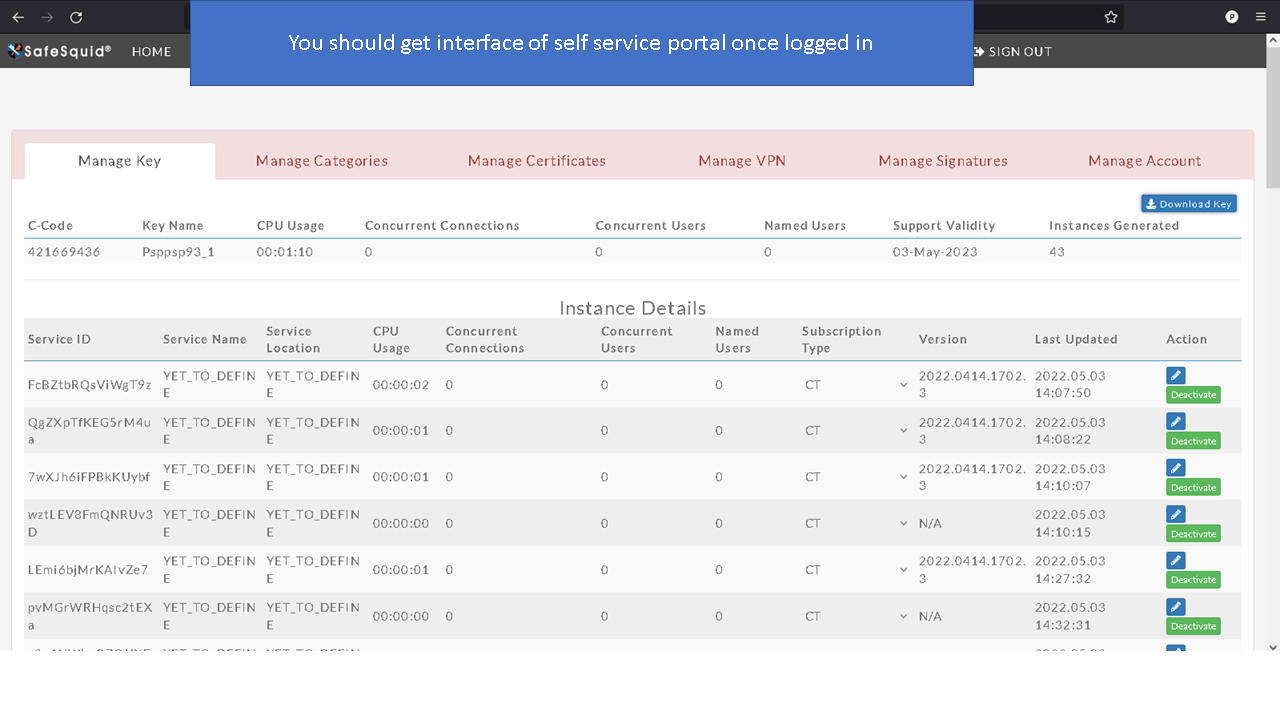 You should get interface of self service portal once logged in
SafeSquid® HOME SIGN OUT
Manage Key Manage Categories Manage Certificates Manage VPN Manage Signatures Manage Account
Download Key
C-Code Key Name CPU Usage Concurrent Connections Concurrent Users Named Users Support Validity Instances Generated
421669436 Psppsp93_1 00:01:10 0 0 0 03-May-2023 43
Instance Details
Service ID Service Name Service Location CPU Usage Concurrent Connections Concurrent Users Named Users Subscription Type Version Last Updated Action
FcBZtbRQsViWgT9z YET_TO_DEFINE YET_TO_DEFINE 00:00:02 0 0 0 CT 2022.0414.1702.3 2022.05.03 14:07:50 Deactivate
QgZXpTfKEG5rM4ua YET_TO_DEFINE YET_TO_DEFINE 00:00:01 0 0 0 CT 2022.0414.1702.3 2022.05.03 14:08:22 Deactivate
7wXJh6iFPBkKUybf YET_TO_DEFINE YET_TO_DEFINE 00:00:01 0 0 0 CT 2022.0414.1702.3 2022.05.03 14:10:07 Deactivate
wztLEV8FmQNRUv3D YET_TO_DEFINE YET_TO_DEFINE 00:00:00 0 0 0 CT N/A 2022.05.03 14:10:15 Deactivate
LEmi6bjMrKAIvZe7 YET_TO_DEFINE YET_TO_DEFINE 00:00:01 0 0 0 CT 2022.0414.1702.3 2022.05.03 14:27:32 Deactivate
pvMGrWRHqsc2tEXa YET_TO_DEFINE YET_TO_DEFINE 00:00:00 0 0 0 CT N/A 2022.05.03 14:32:31 Deactivate